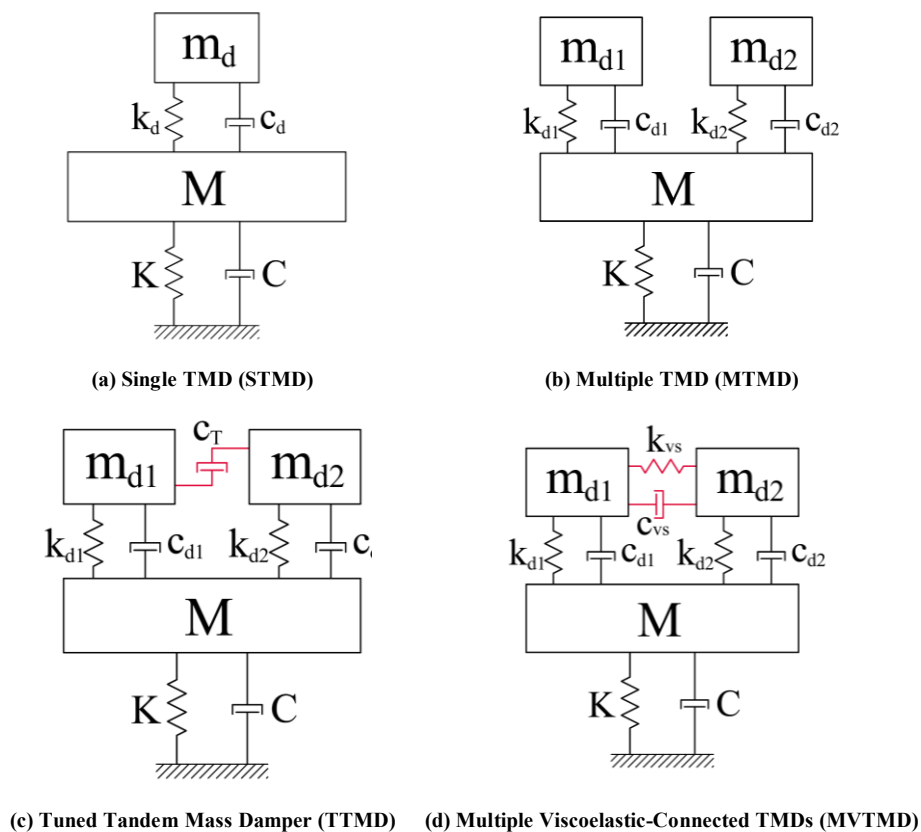 m_d
k_d c_d
M
K C
(a) Single TMD (STMD)
m_d1 m_d2
k_d1 c_d1 k_d2 c_d2
M
K C
(b) Multiple TMD (MTMD)
c_T
m_d1 m_d2
k_d1 c_d1 k_d2 c
M
K C
(c) Tuned Tandem Mass Damper (TTMD)
k_vs
m_d1 m_d2
c_vs
k_d1 c_d1 k_d2 c_d2
M
K C
(d) Multiple Viscoelastic-Connected TMDs (MVTMD)